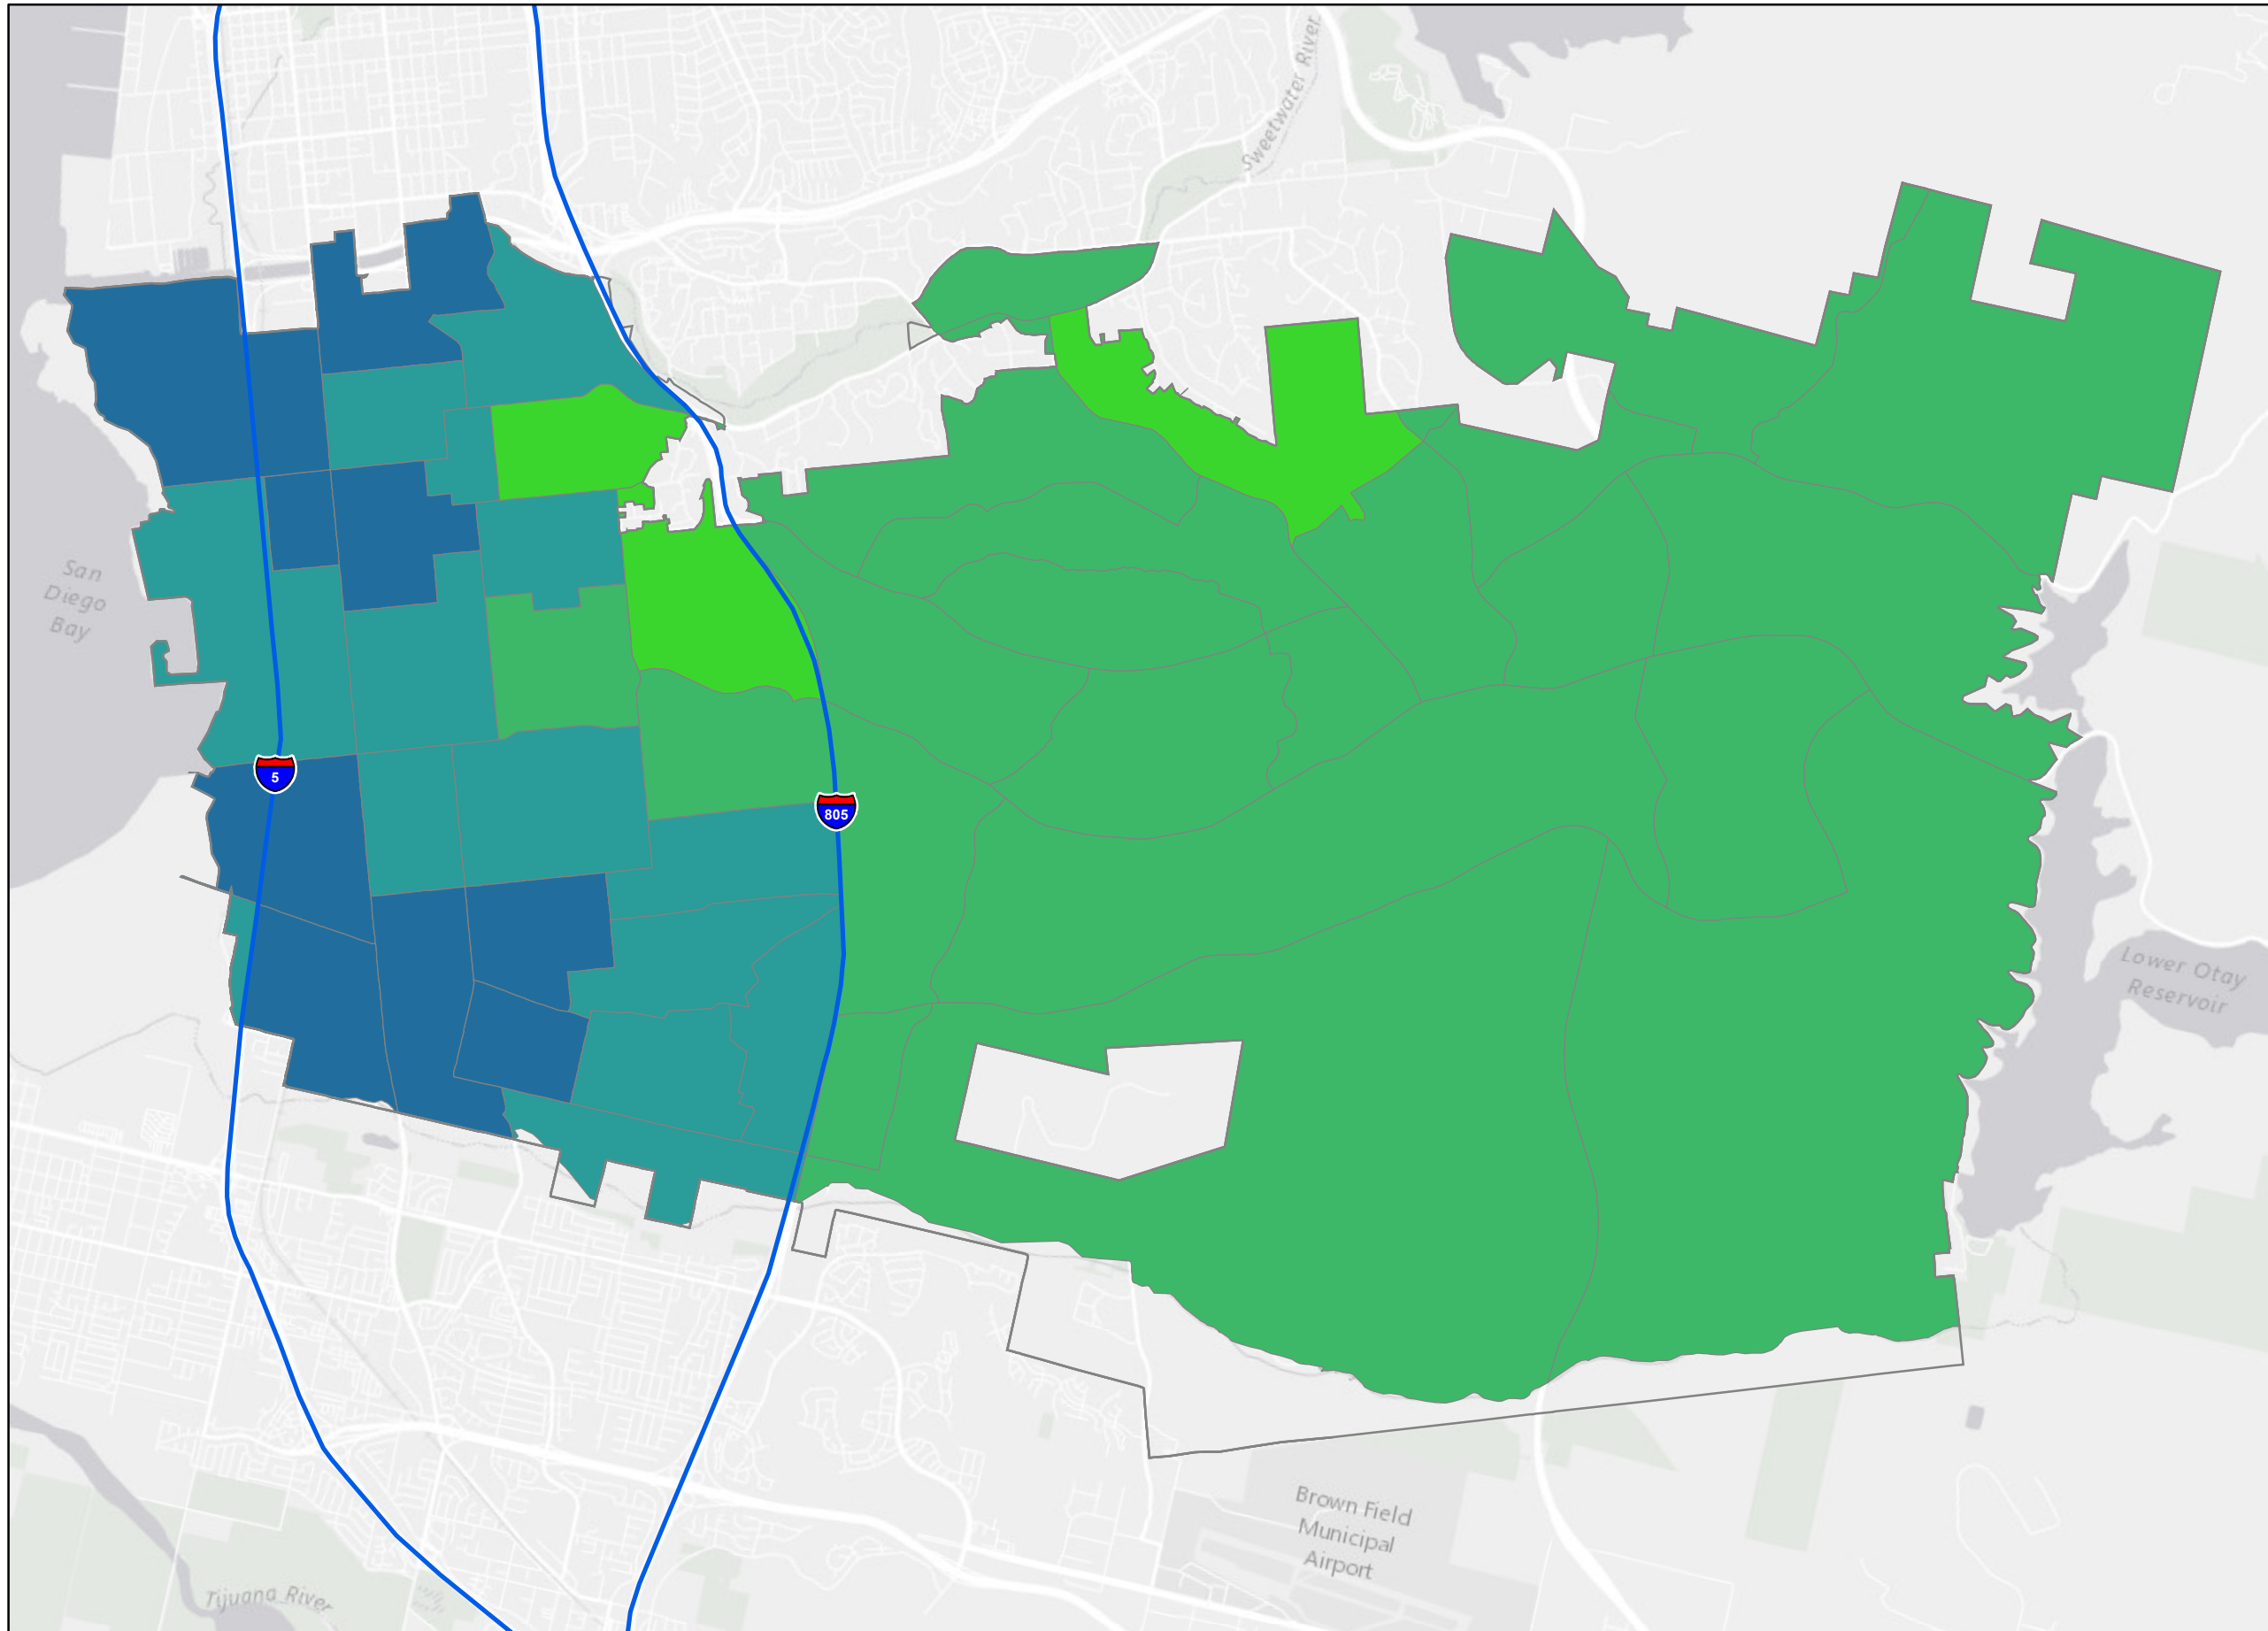 Sweetwater River
San
Diego
Bay
5
805
Lower Otay
Reservoir
Brown Field
Municipal
Airport
Tijuana River